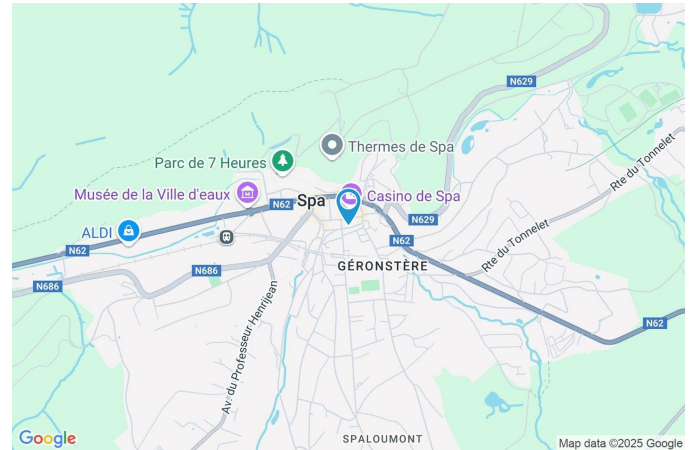 N629
Thermes de Spa
Parc de 7 Heures
Rte du Tonnelet
Musée de la Ville d'eaux
Casino de Spa
N62
Spa
N629
ALDI
N62
Rte du Tonnelet
N62
N686
GÉRONSTÈRE
N686
N62
Av. du Professeur Henrijean
SPALOUMONT
Google
Map data ©2025 Google